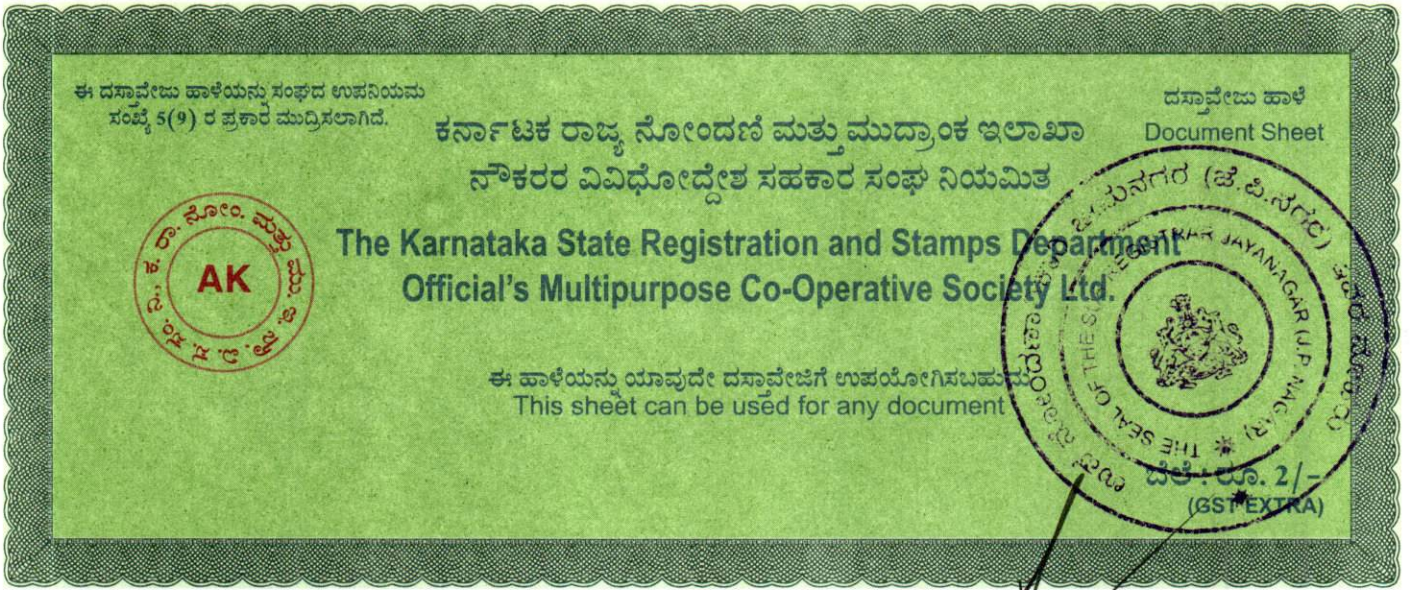 ಈ ದಸ್ತಾವೇಜು ಹಾಳೆಯನ್ನು ಸಂಘದ ಉಪನಿಯಮ
ಸಂಖ್ಯೆ 5(9) ರ ಪ್ರಕಾರ ಮುದ್ರಿಸಲಾಗಿದೆ.
ದಸ್ತಾವೇಜು ಹಾಳೆ
Document Sheet
ಕರ್ನಾಟಕ ರಾಜ್ಯ ನೋಂದಣಿ ಮತ್ತು ಮುದ್ರಾಂಕ ಇಲಾಖಾ
ನೌಕರರ ವಿವಿಧೋದ್ದೇಶ ಸಹಕಾರ ಸಂಘ ನಿಯಮಿತ
The Karnataka State Registration and Stamps Department
Official's Multipurpose Co-Operative Society Ltd.
ಕ. ರಾ. ನೋಂ. ಮತ್ತು ಮು. ಇ. ನೌ. ವಿ. ಸ. ಸಂ. ನಿ.,
AK
ಈ ಹಾಳೆಯನ್ನು ಯಾವುದೇ ದಸ್ತಾವೇಜಿಗೆ ಉಪಯೋಗಿಸಬಹುದು
This sheet can be used for any document
THE SEAL OF THE SUB REGISTRAR JAYANAGAR (J.P. NAGAR)
ಬೆಲೆ : ರೂ. 2/-
(GST EXTRA)